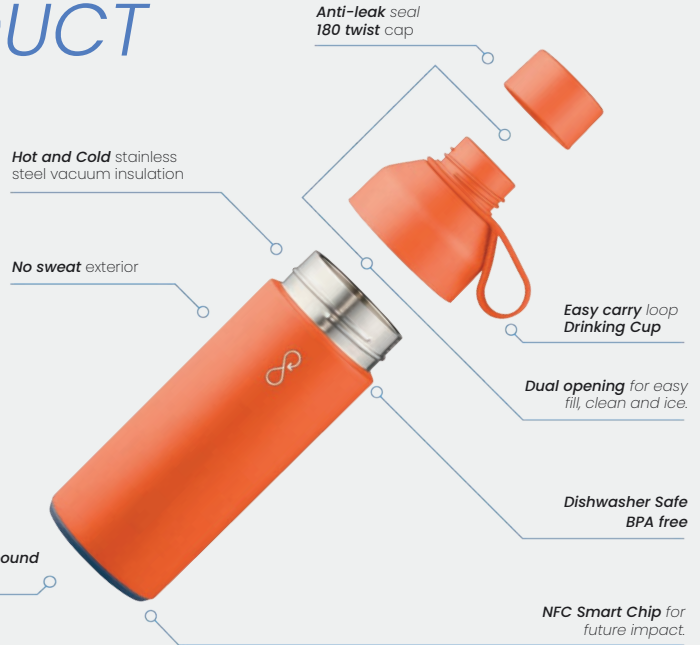 UCT
Anti-leak seal
180 twist cap
Hot and Cold stainless
steel vacuum insulation
No sweat exterior
Easy carry loop
Drinking Cup
Dual opening for easy
fill, clean and ice.
Dishwasher Safe
BPA free
ound
NFC Smart Chip for
future impact.